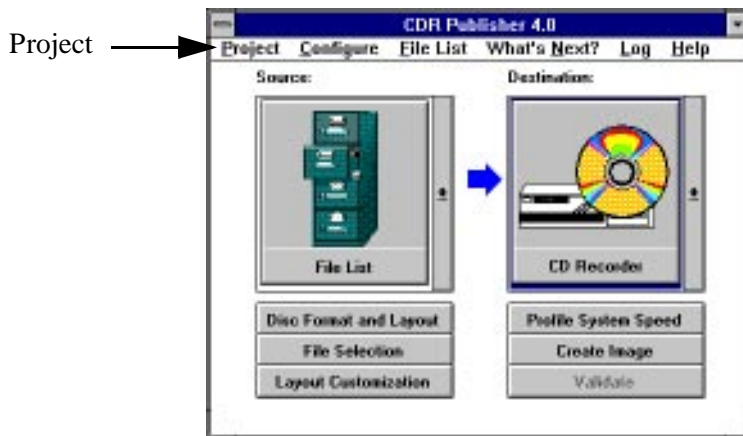 CDR Publisher 4.0
Project
Project Configure File List What's Next? Log Help
Source: Destination:
File List CD Recorder
Disc Format and Layout Profile System Speed
File Selection Create Image
Layout Customization Validate